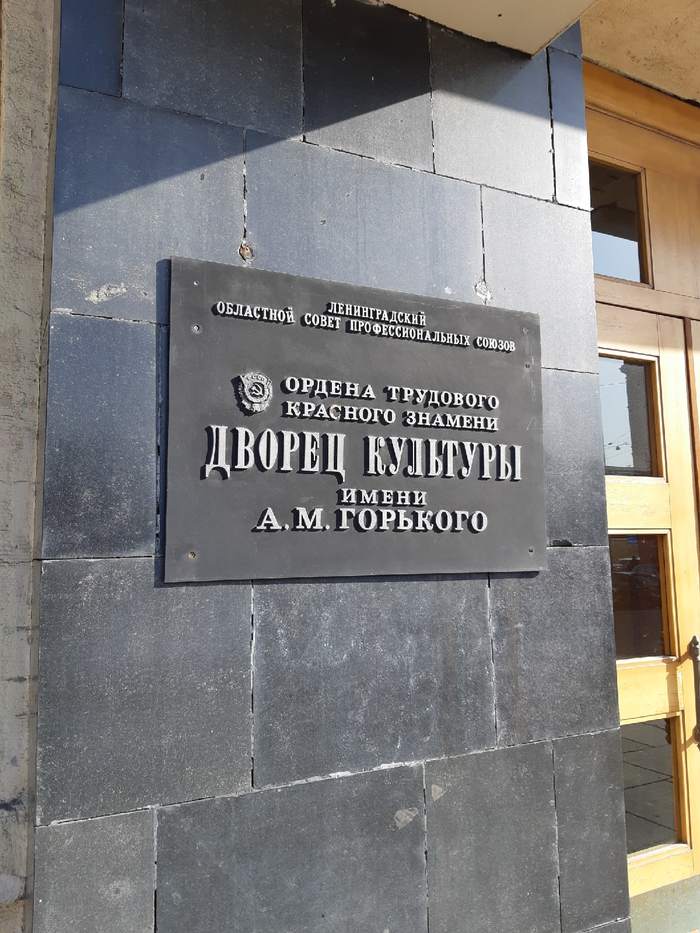 ЛЕНИНГРАДСКИЙ
ОБЛАСТНОЙ СОВЕТ ПРОФЕССИОНАЛЬНЫХ СОЮЗОВ
ОРДЕНА ТРУДОВОГО
КРАСНОГО ЗНАМЕНИ
ДВОРЕЦ КУЛЬТУРЫ
ИМЕНИ
А.М. ГОРЬКОГО